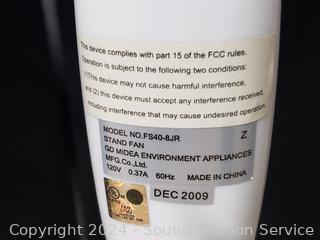 This device complies with part 15 of the FCC rules.
Operation is subject to the following two conditions:
(1)This device may not cause harmful interference,
and (2) this device must accept any interference received,
including interference that may cause undesired operation.
MODEL NO.FS40-8JR Z
STAND FAN
GD MIDEA ENVIRONMENT APPLIANCES
MFG.Co.,Ltd.
120V 0.37A 60Hz MADE IN CHINA
DEC 2009
UL
FAN
Copyright 2024 - Sound Auction Service